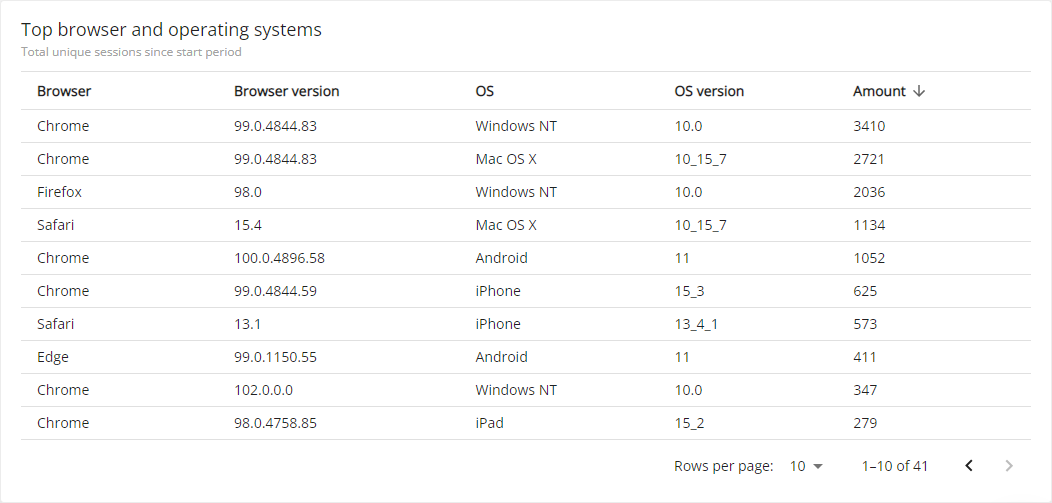 Top browser and operating systems
Total unique sessions since start period
Browser Browser version OS OS version Amount
Chrome 99.0.4844.83 Windows NT 10.0 3410
Chrome 99.0.4844.83 Mac OS X 10_15_7 2721
Firefox 98.0 Windows NT 10.0 2036
Safari 15.4 Mac OS X 10_15_7 1134
Chrome 100.0.4896.58 Android 11 1052
Chrome 99.0.4844.59 iPhone 15_3 625
Safari 13.1 iPhone 13_4_1 573
Edge 99.0.1150.55 Android 11 411
Chrome 102.0.0.0 Windows NT 10.0 347
Chrome 98.0.4758.85 iPad 15_2 279
Rows per page: 10 1–10 of 41